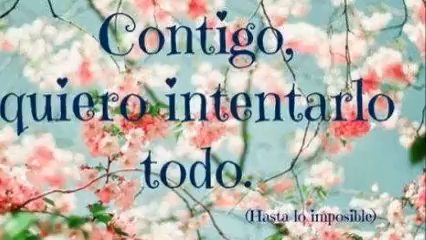 Contigo,
quiero intentarlo
todo.
(Hasta lo imposible)